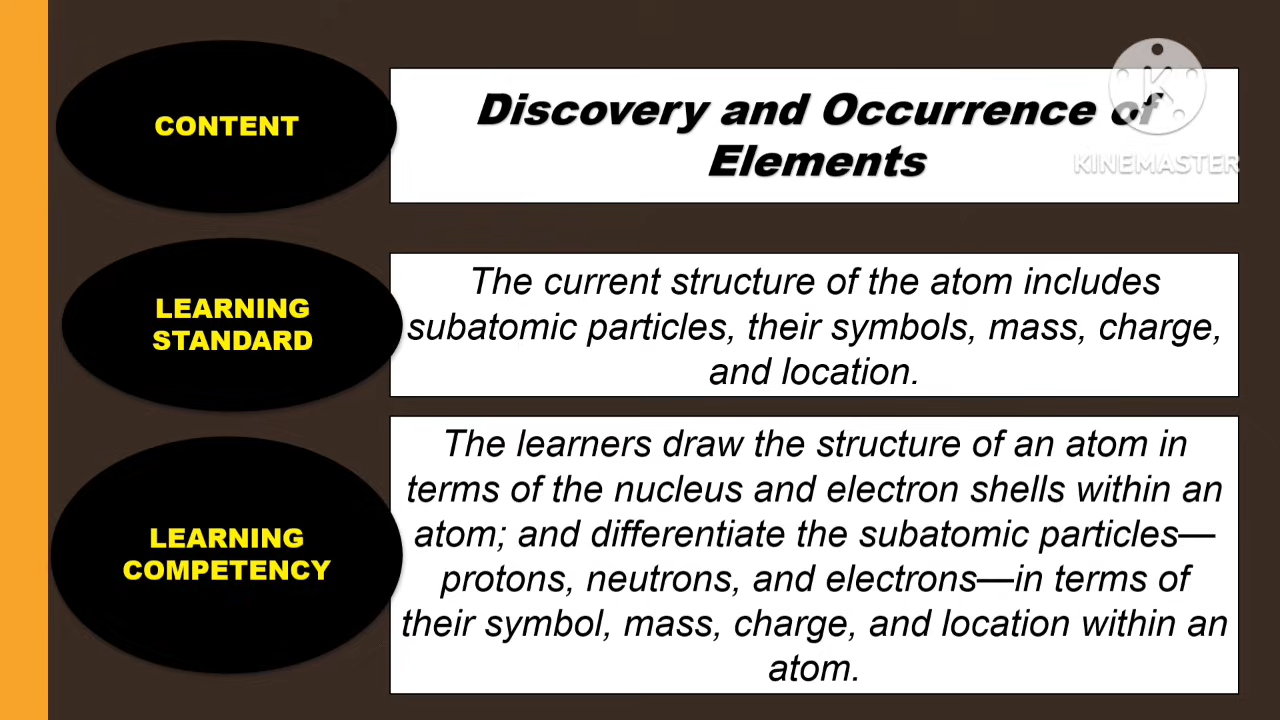 CONTENT
Discovery and Occurrence of
Elements
K
KINEMASTER
LEARNING
STANDARD
The current structure of the atom includes
subatomic particles, their symbols, mass, charge,
and location.
LEARNING
COMPETENCY
The learners draw the structure of an atom in
terms of the nucleus and electron shells within an
atom; and differentiate the subatomic particles—
protons, neutrons, and electrons—in terms of
their symbol, mass, charge, and location within an
atom.